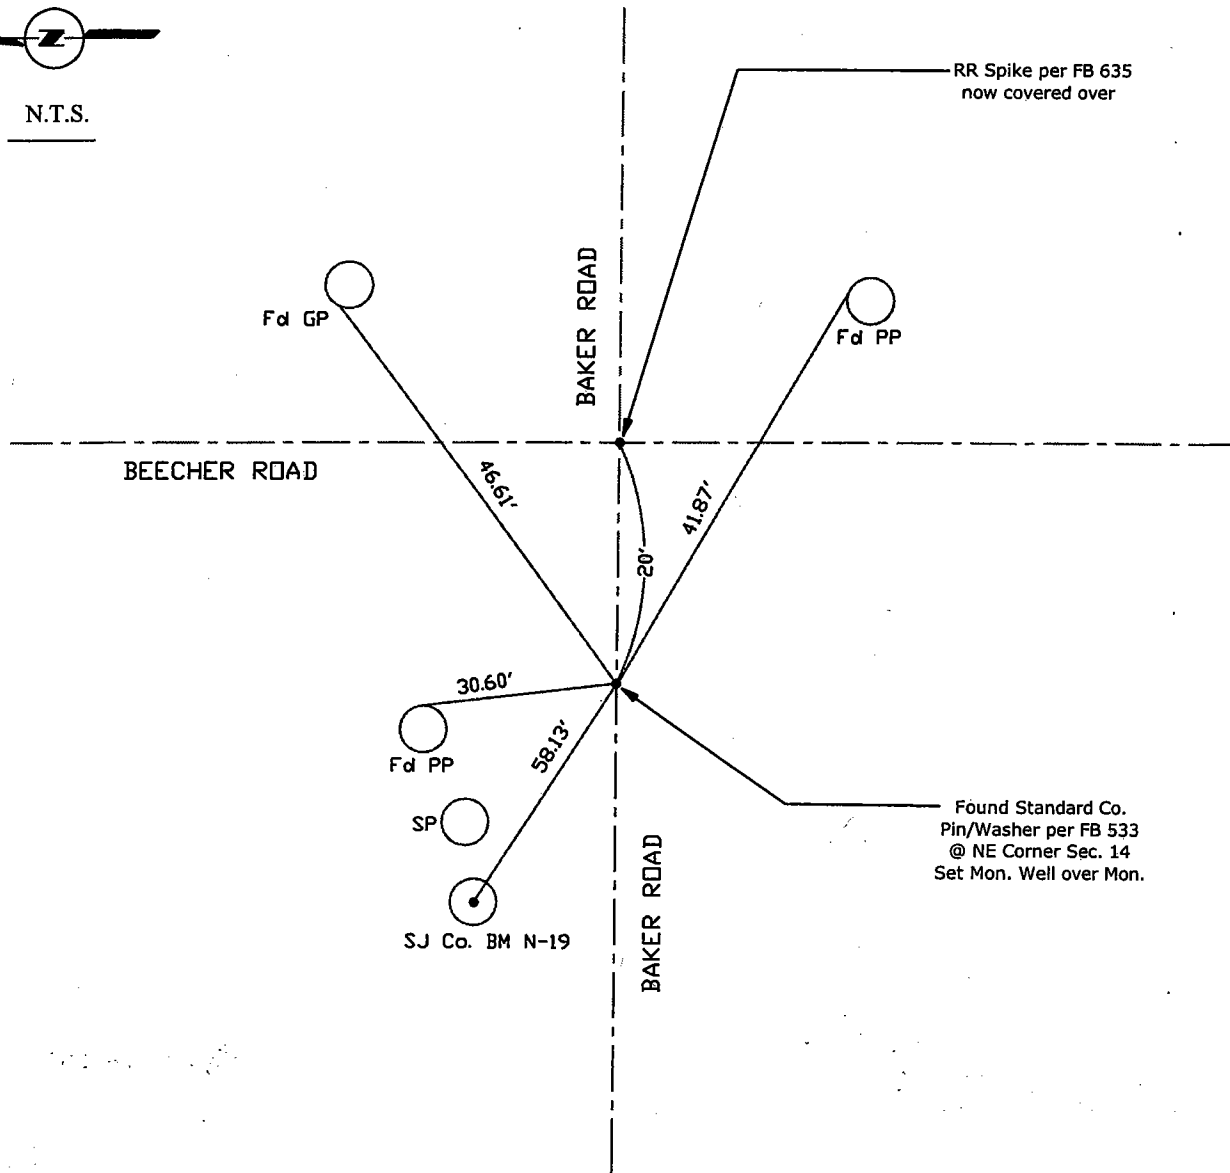 Z
N.T.S.
RR Spike per FB 635
now covered over
BAKER ROAD
Fd GP
Fd PP
BEECHER ROAD
46.61'
41.87'
20'
30.60'
58.13'
Fd PP
SP
SJ Co. BM N-19
BAKER ROAD
Found Standard Co.
Pin/Washer per FB 533
@ NE Corner Sec. 14
Set Mon. Well over Mon.